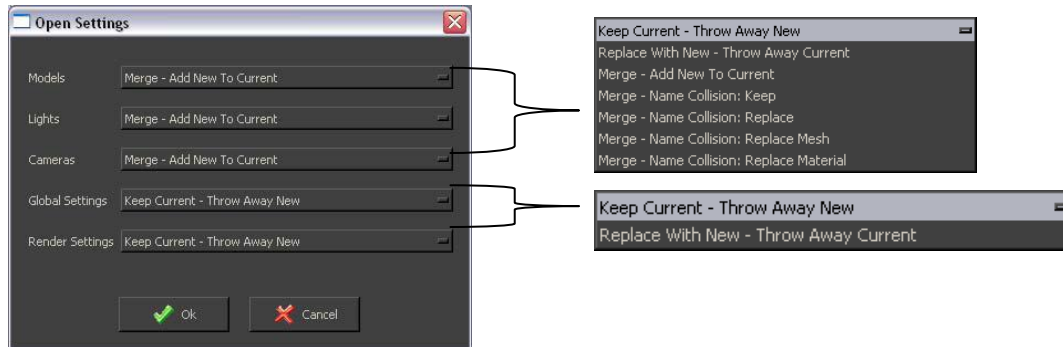 Open Settings
Models Merge - Add New To Current
Lights Merge - Add New To Current
Cameras Merge - Add New To Current
Global Settings Keep Current - Throw Away New
Render Settings Keep Current - Throw Away New
Ok Cancel
Keep Current - Throw Away New
Replace With New - Throw Away Current
Merge - Add New To Current
Merge - Name Collision: Keep
Merge - Name Collision: Replace
Merge - Name Collision: Replace Mesh
Merge - Name Collision: Replace Material
Keep Current - Throw Away New
Replace With New - Throw Away Current